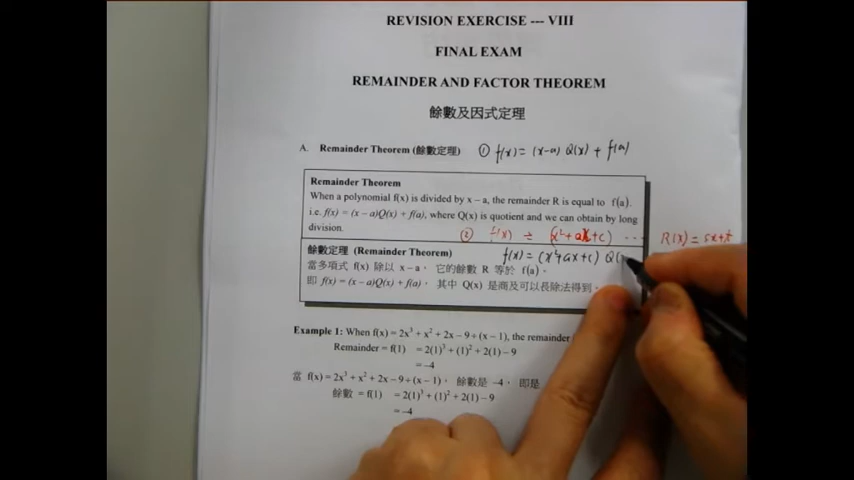 REVISION EXERCISE --- VIII
FINAL EXAM
REMAINDER AND FACTOR THEOREM
餘數及因式定理
A. Remainder Theorem (餘數定理) ① f(x) = (x-a) Q(x) + f(a)
Remainder Theorem
When a polynomial f(x) is divided by x – a, the remainder R is equal to f(a).
i.e. f(x) = (x – a)Q(x) + f(a), where Q(x) is quotient and we can obtain by long
division.
② f(x) ÷ (x²+ax+c) ... R(x) =
餘數定理 (Remainder Theorem)
f(x) = (x²+ax+c) Q(
當多項式 f(x) 除以 x – a, 它的餘數 R 等於 f(a)。
即 f(x) = (x – a)Q(x) + f(a), 其中 Q(x) 是商及可以長除法得到。
Example 1: When f(x) = 2x³ + x² + 2x – 9 ÷ (x – 1), the remainder
Remainder = f(1) = 2(1)³ + (1)² + 2(1) – 9
= –4
當 f(x) = 2x³ + x² + 2x – 9 ÷ (x – 1), 餘數是 –4, 即是
餘數 = f(1) = 2(1)³ + (1)² + 2(1) – 9
= –4